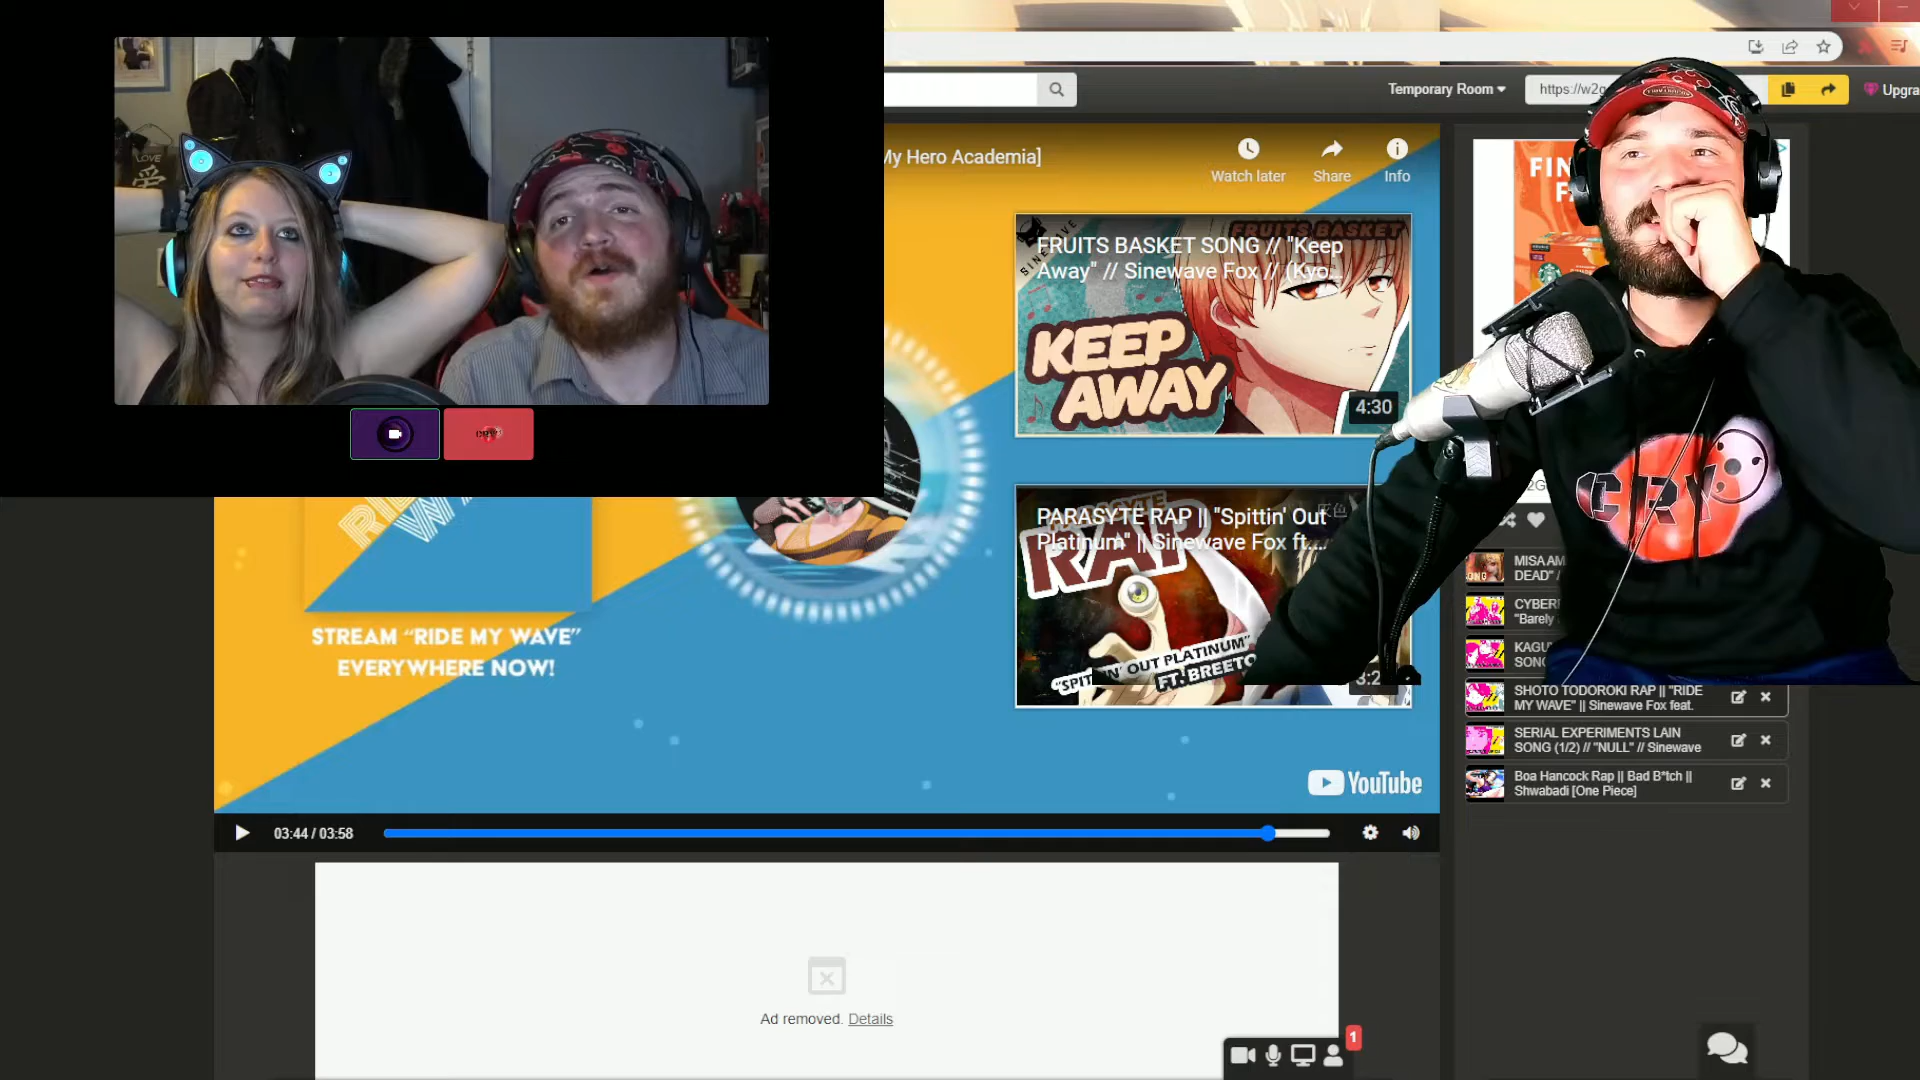 Temporary Room
https://w2g
Upgra
My Hero Academia]
Watch later
Share
Info
LOVE
FRUITS BASKET SONG // "Keep
Away" // Sinewave Fox // (Kyo...
KEEP
AWAY
4:30
PARASYTE RAP || "Spittin' Out
Platinum" || Sinewave Fox ft....
RAP
"SPITTIN' OUT PLATINUM"
FT. BREETO
3:2
STREAM "RIDE MY WAVE"
EVERYWHERE NOW!
YouTube
03:44 / 03:58
Ad removed. Details
1
FIN
F
CRY
MISA AM
DEAD" /
CYBER
"Barely
KAGU
SONG
SHOTO TODOROKI RAP || "RIDE
MY WAVE" || Sinewave Fox feat.
SERIAL EXPERIMENTS LAIN
SONG (1/2) // "NULL" // Sinewave
Boa Hancock Rap || Bad B*tch ||
Shwabadi [One Piece]